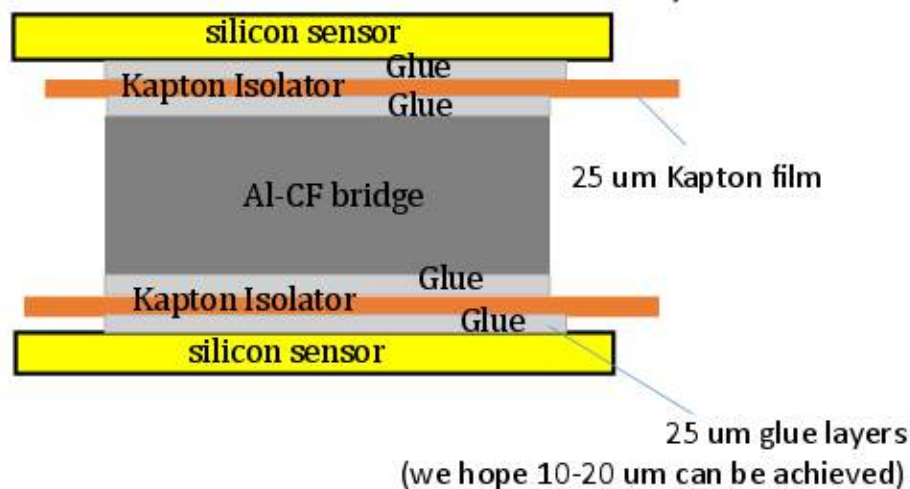 silicon sensor
Glue
Kapton Isolator
Glue
25 um Kapton film
Al-CF bridge
Glue
Kapton Isolator
Glue
silicon sensor
25 um glue layers
(we hope 10-20 um can be achieved)